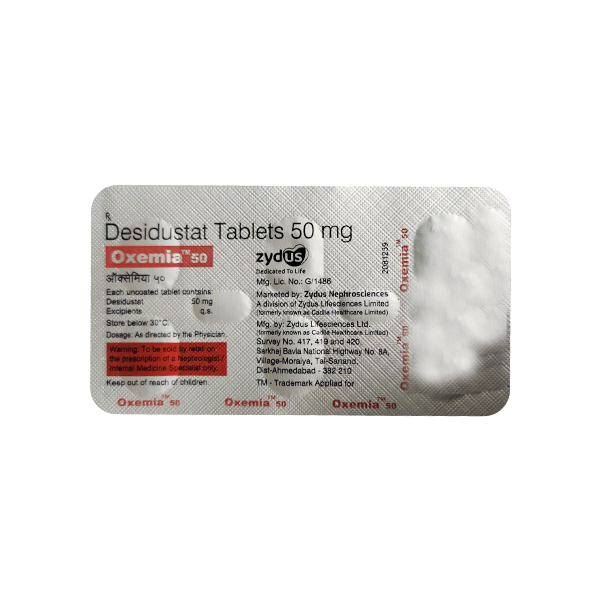 ℞
Desidustat Tablets 50 mg
Oxemia™ 50
ऑक्सेमिया ५०
Each uncoated tablet contains:
Desidustat 50 mg
Excipients q.s.
Store below 30°C.
Dosage: As directed by the Physician.
Warning: To be sold by retail on
the prescription of a Nephrologist/
Internal Medicine Specialist only.
Keep out of reach of children.
zydus
Dedicated To Life
Mfg. Lic. No.: G/1486
Marketed by: Zydus Nephrosciences
A division of Zydus Lifesciences Limited
(formerly known as Cadila Healthcare Limited)
Mfg. by: Zydus Lifesciences Ltd.
(formerly known as Cadila Healthcare Limited)
Survey No. 417, 419 and 420,
Sarkhej Bavla National Highway No. 8A,
Village-Moraiya, Tal-Sanand,
Dist-Ahmedabad - 382 210
TM - Trademark Applied for
2081239
Oxemia™ 50
Oxemia™ 50
Oxemia™ 50
Oxemia™ 50
Oxemia™ 50